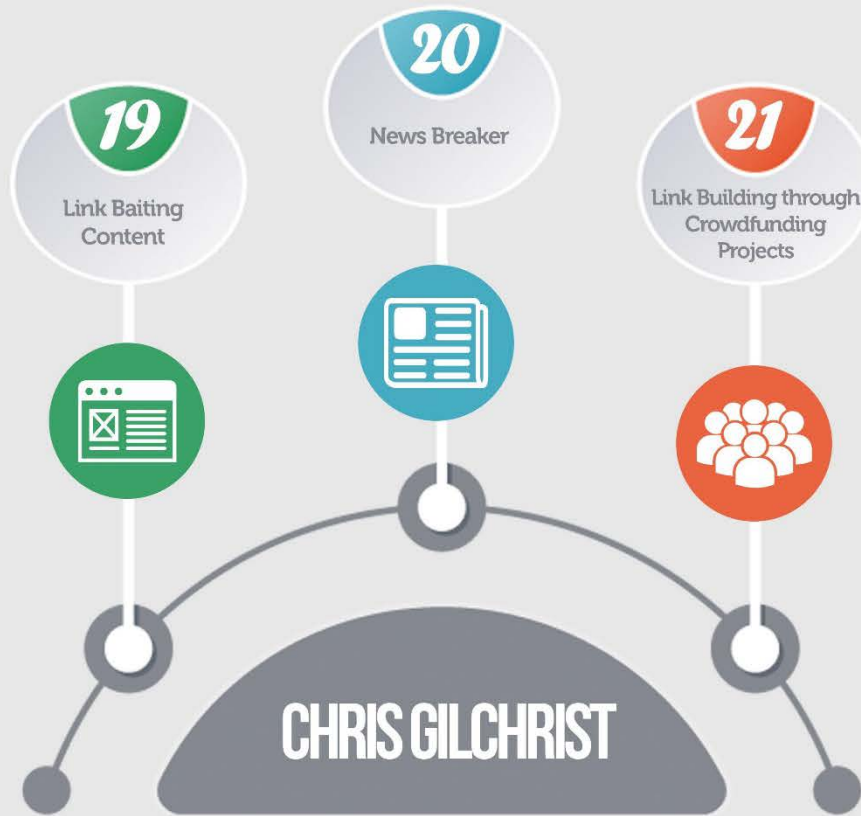 19
Link Baiting
Content
20
News Breaker
21
Link Building through
Crowdfunding
Projects
CHRIS GILCHRIST